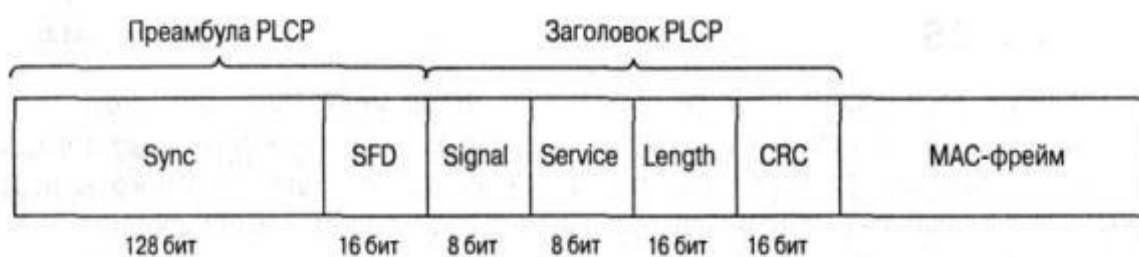 Преамбула PLCP Заголовок PLCP
Sync SFD Signal Service Length CRC MAC-фрейм
128 бит 16 бит 8 бит 8 бит 16 бит 16 бит